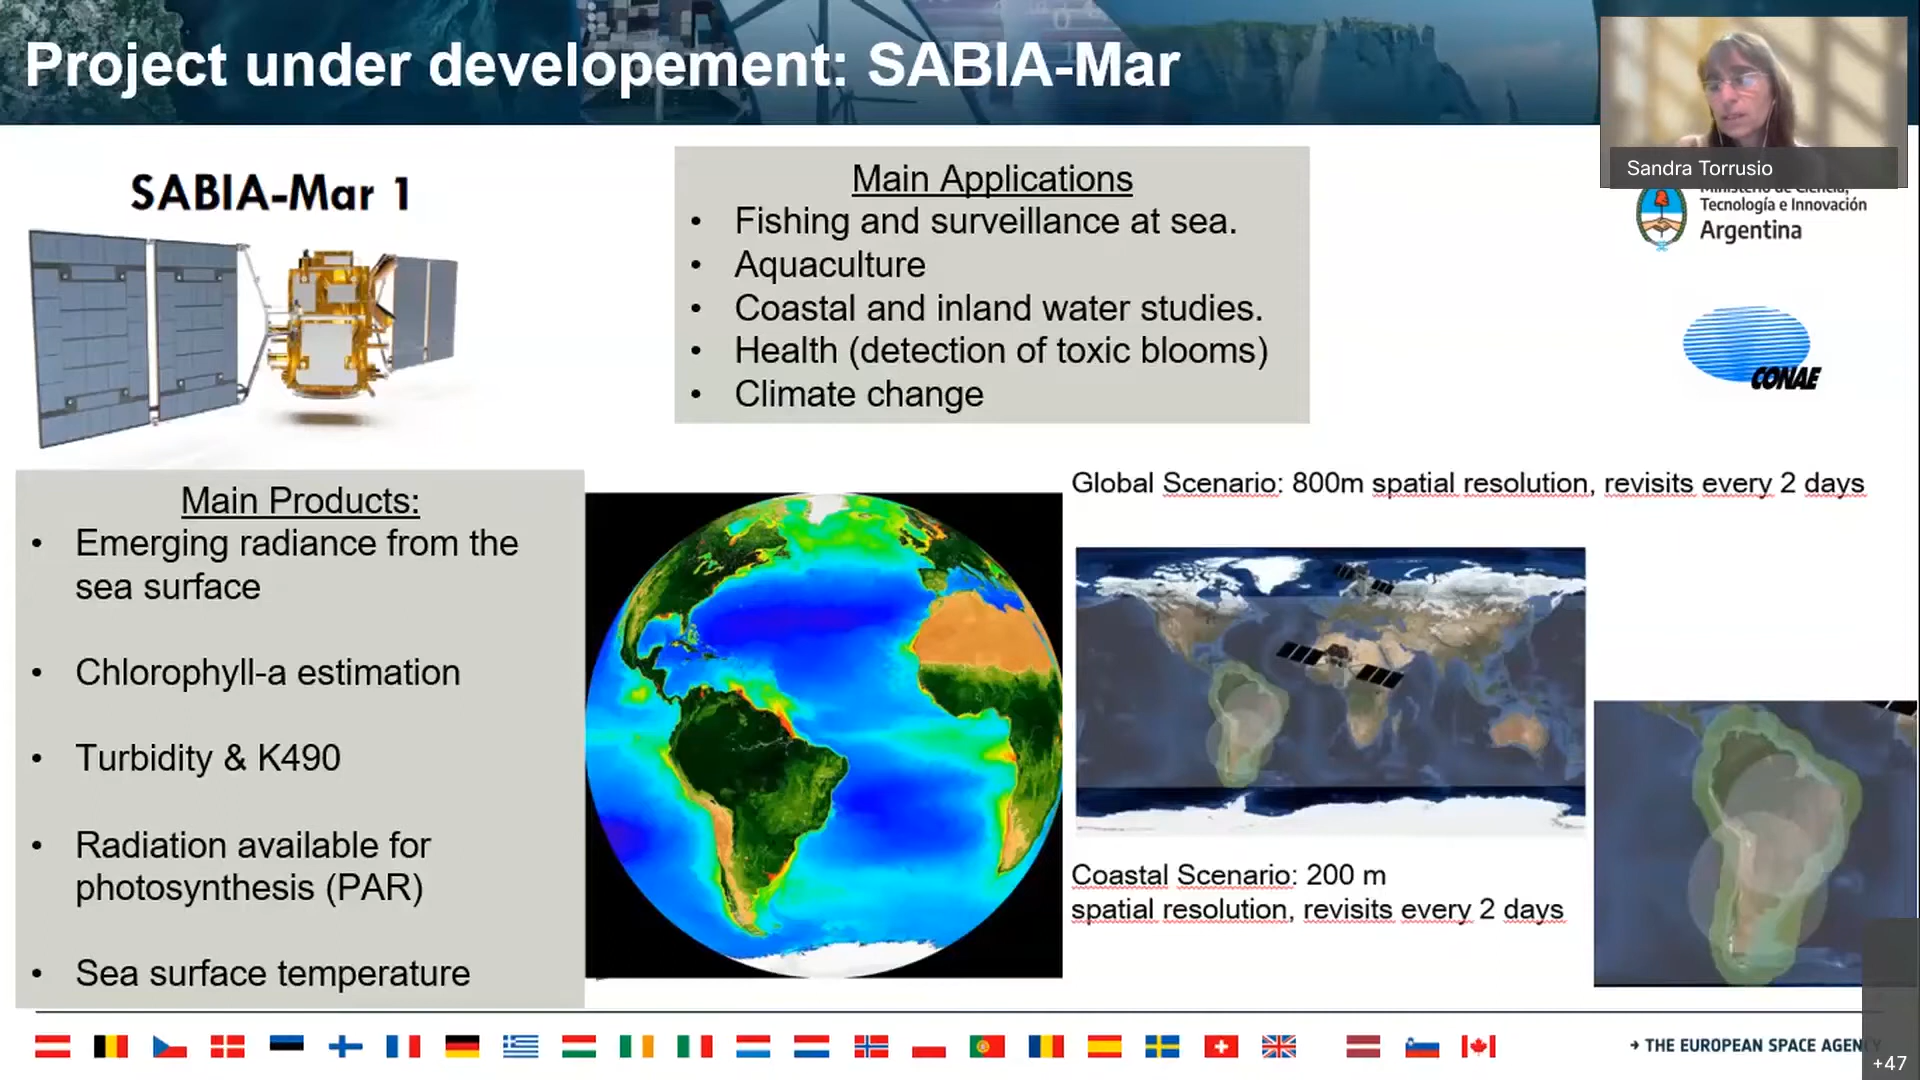 Project under developement: SABIA-Mar
Sandra Torrusio
SABIA-Mar 1
Main Applications
• Fishing and surveillance at sea.
• Aquaculture
• Coastal and inland water studies.
• Health (detection of toxic blooms)
• Climate change
Ministerio de Ciencia,
Tecnología e Innovación
Argentina
CONAE
Main Products:
• Emerging radiance from the
sea surface
• Chlorophyll-a estimation
• Turbidity & K490
• Radiation available for
photosynthesis (PAR)
• Sea surface temperature
Global Scenario: 800m spatial resolution, revisits every 2 days
Coastal Scenario: 200 m
spatial resolution, revisits every 2 days
→ THE EUROPEAN SPACE AGENCY
+47